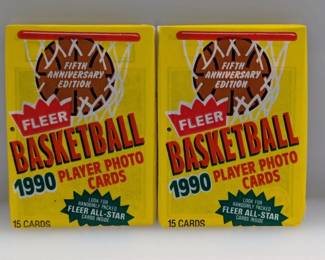 FIFTH
ANNIVERSARY
EDITION
FLEER
BASKETBALL
1990 PLAYER PHOTO
CARDS
LOOK FOR
RANDOMLY PACKED
FLEER ALL-STAR
CARDS INSIDE
15 CARDS
FIFTH
ANNIVERSARY
EDITION
FLEER
BASKETBALL
1990 PLAYER PHOTO
CARDS
LOOK FOR
RANDOMLY PACKED
FLEER ALL-STAR
CARDS INSIDE
15 CARDS